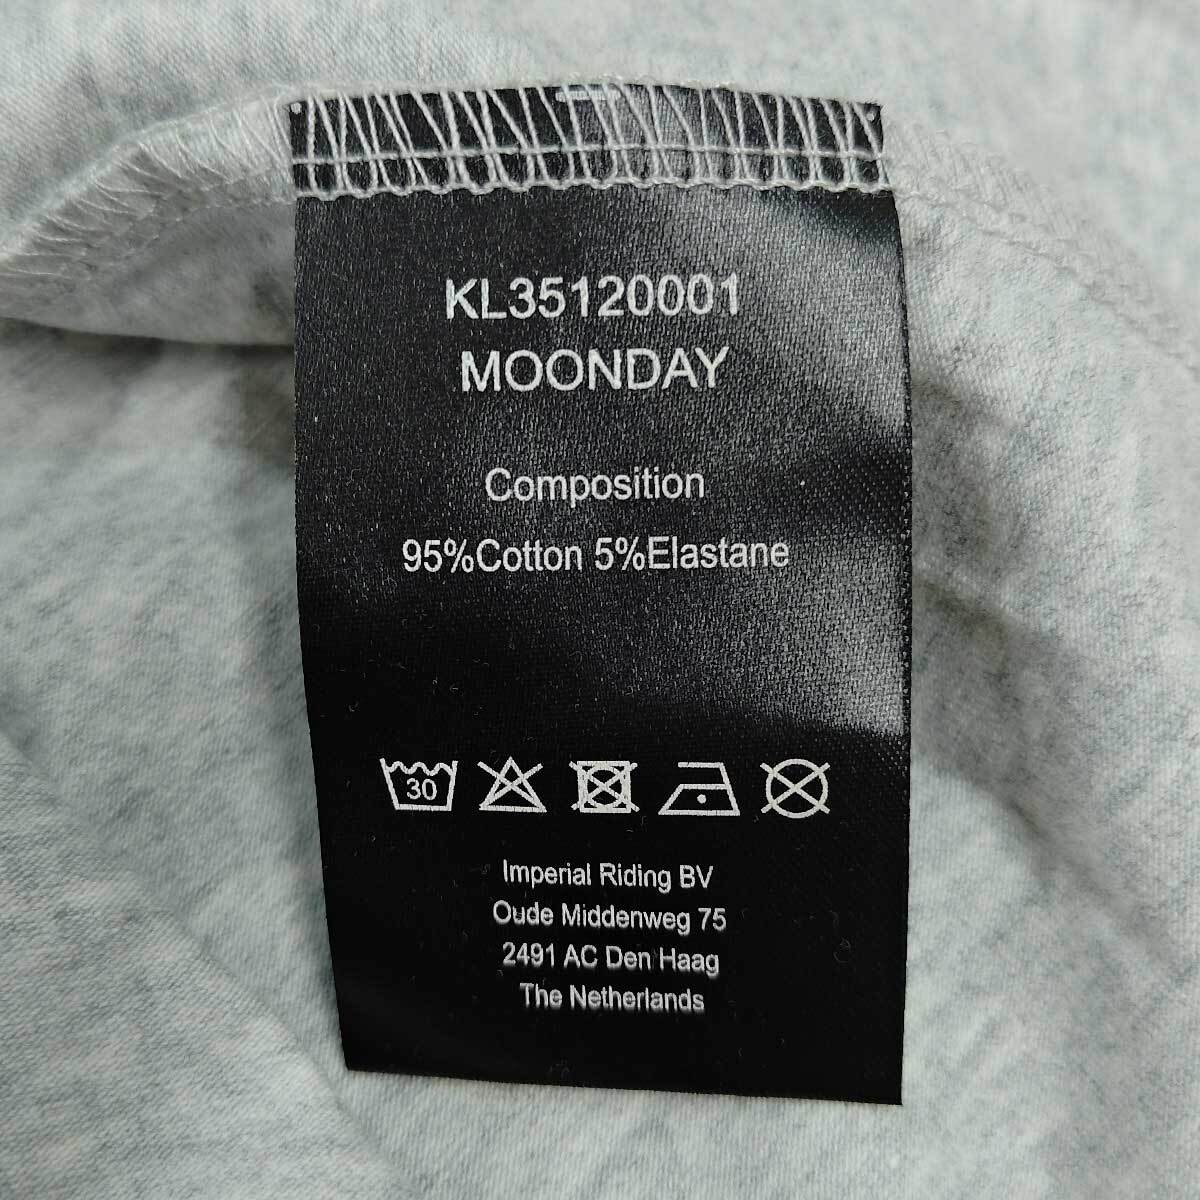 KL35120001
MOONDAY
Composition
95%Cotton 5%Elastane
30
Imperial Riding BV
Oude Middenweg 75
2491 AC Den Haag
The Netherlands